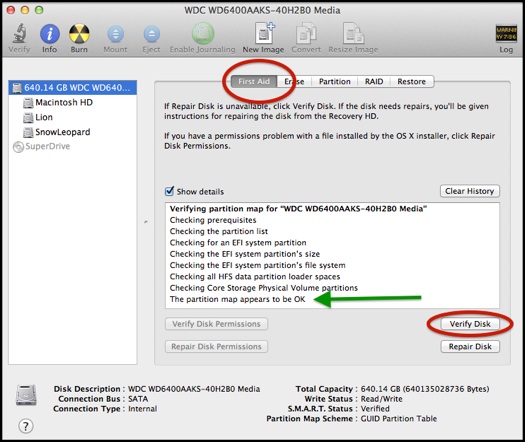 WDC WD6400AAKS-40H2B0 Media
Verify Info Burn Mount Eject Enable Journaling New Image Convert Resize Image Log
First Aid Erase Partition RAID Restore
640.14 GB WDC WD640...
Macintosh HD
Lion
SnowLeopard
SuperDrive
If Repair Disk is unavailable, click Verify Disk. If the disk needs repairs, you'll be given
instructions for repairing the disk from the Recovery HD.
If you have a permissions problem with a file installed by the OS X installer, click Repair
Disk Permissions.
Show details
Clear History
Verifying partition map for “WDC WD6400AAKS-40H2B0 Media”
Checking prerequisites
Checking the partition list
Checking for an EFI system partition
Checking the EFI system partition's size
Checking the EFI system partition's file system
Checking all HFS data partition loader spaces
Checking Core Storage Physical Volume partitions
The partition map appears to be OK
Verify Disk Permissions
Verify Disk
Repair Disk Permissions
Repair Disk
Disk Description : WDC WD6400AAKS-40H2B0 Media
Connection Bus : SATA
Connection Type : Internal
Total Capacity : 640.14 GB (640135028736 Bytes)
Write Status : Read/Write
S.M.A.R.T. Status : Verified
Partition Map Scheme : GUID Partition Table
?